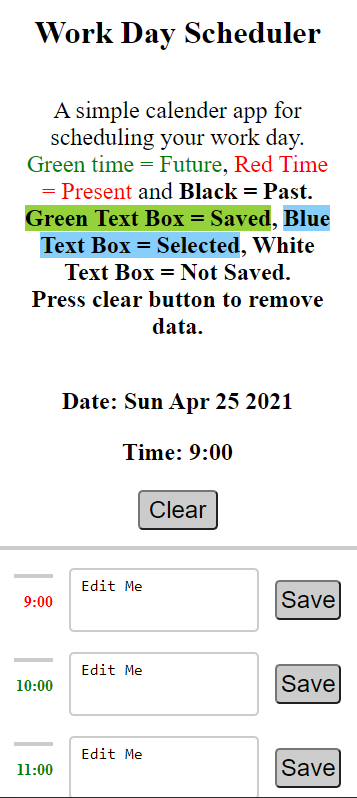 Work Day Scheduler
A simple calender app for
scheduling your work day.
Green time = Future, Red Time
= Present and Black = Past.
Green Text Box = Saved, Blue
Text Box = Selected, White
Text Box = Not Saved.
Press clear button to remove
data.
Date: Sun Apr 25 2021
Time: 9:00
Clear
9:00 Edit Me Save
10:00 Edit Me Save
11:00 Edit Me Save